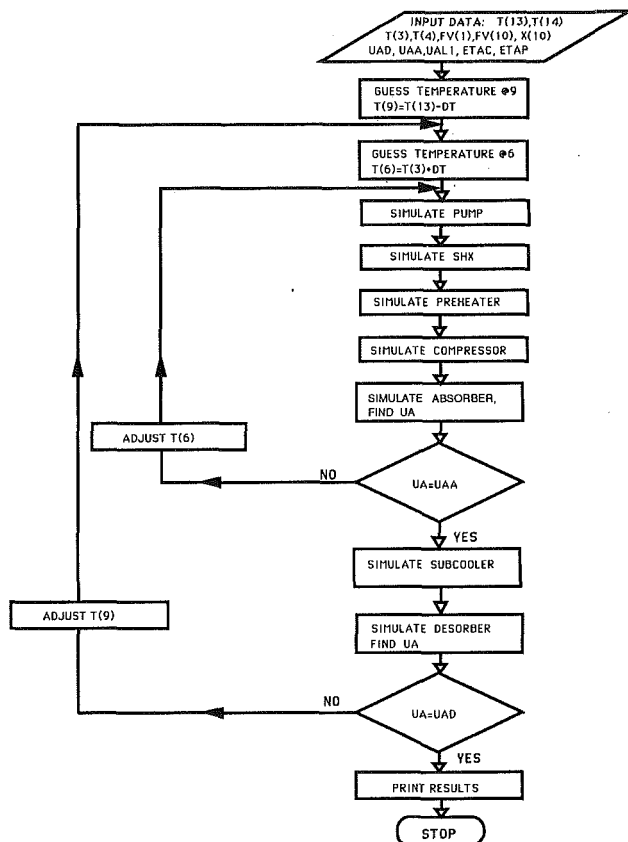 INPUT DATA: T(13),T(14)
T(3),T(4),FV(1),FV(10), X(10)
UAD, UAA,UAL1, ETAC, ETAP
GUESS TEMPERATURE @9
T(9)=T(13)-DT
GUESS TEMPERATURE @6
T(6)=T(3)+DT
SIMULATE PUMP
SIMULATE SHX
SIMULATE PREHEATER
SIMULATE COMPRESSOR
SIMULATE ABSORBER,
FIND UA
ADJUST T(6)
NO
UA=UAA
YES
SIMULATE SUBCOOLER
ADJUST T(9)
SIMULATE DESORBER
FIND UA
NO
UA=UAD
YES
PRINT RESULTS
STOP